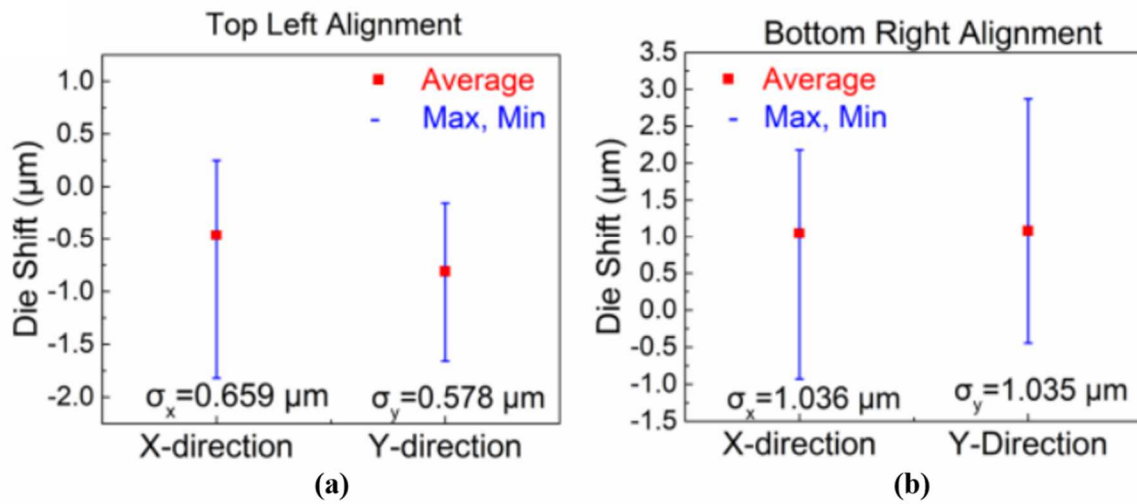 Top Left Alignment
Average
Max, Min
Die Shift (μm)
1.0
0.5
0.0
-0.5
-1.0
-1.5
-2.0
σx=0.659 μm
σy=0.578 μm
X-direction
Y-direction
(a)
Bottom Right Alignment
Average
Max, Min
Die Shift (μm)
3.5
3.0
2.5
2.0
1.5
1.0
0.5
0.0
-0.5
-1.0
-1.5
σx=1.036 μm
σy=1.035 μm
X-direction
Y-Direction
(b)